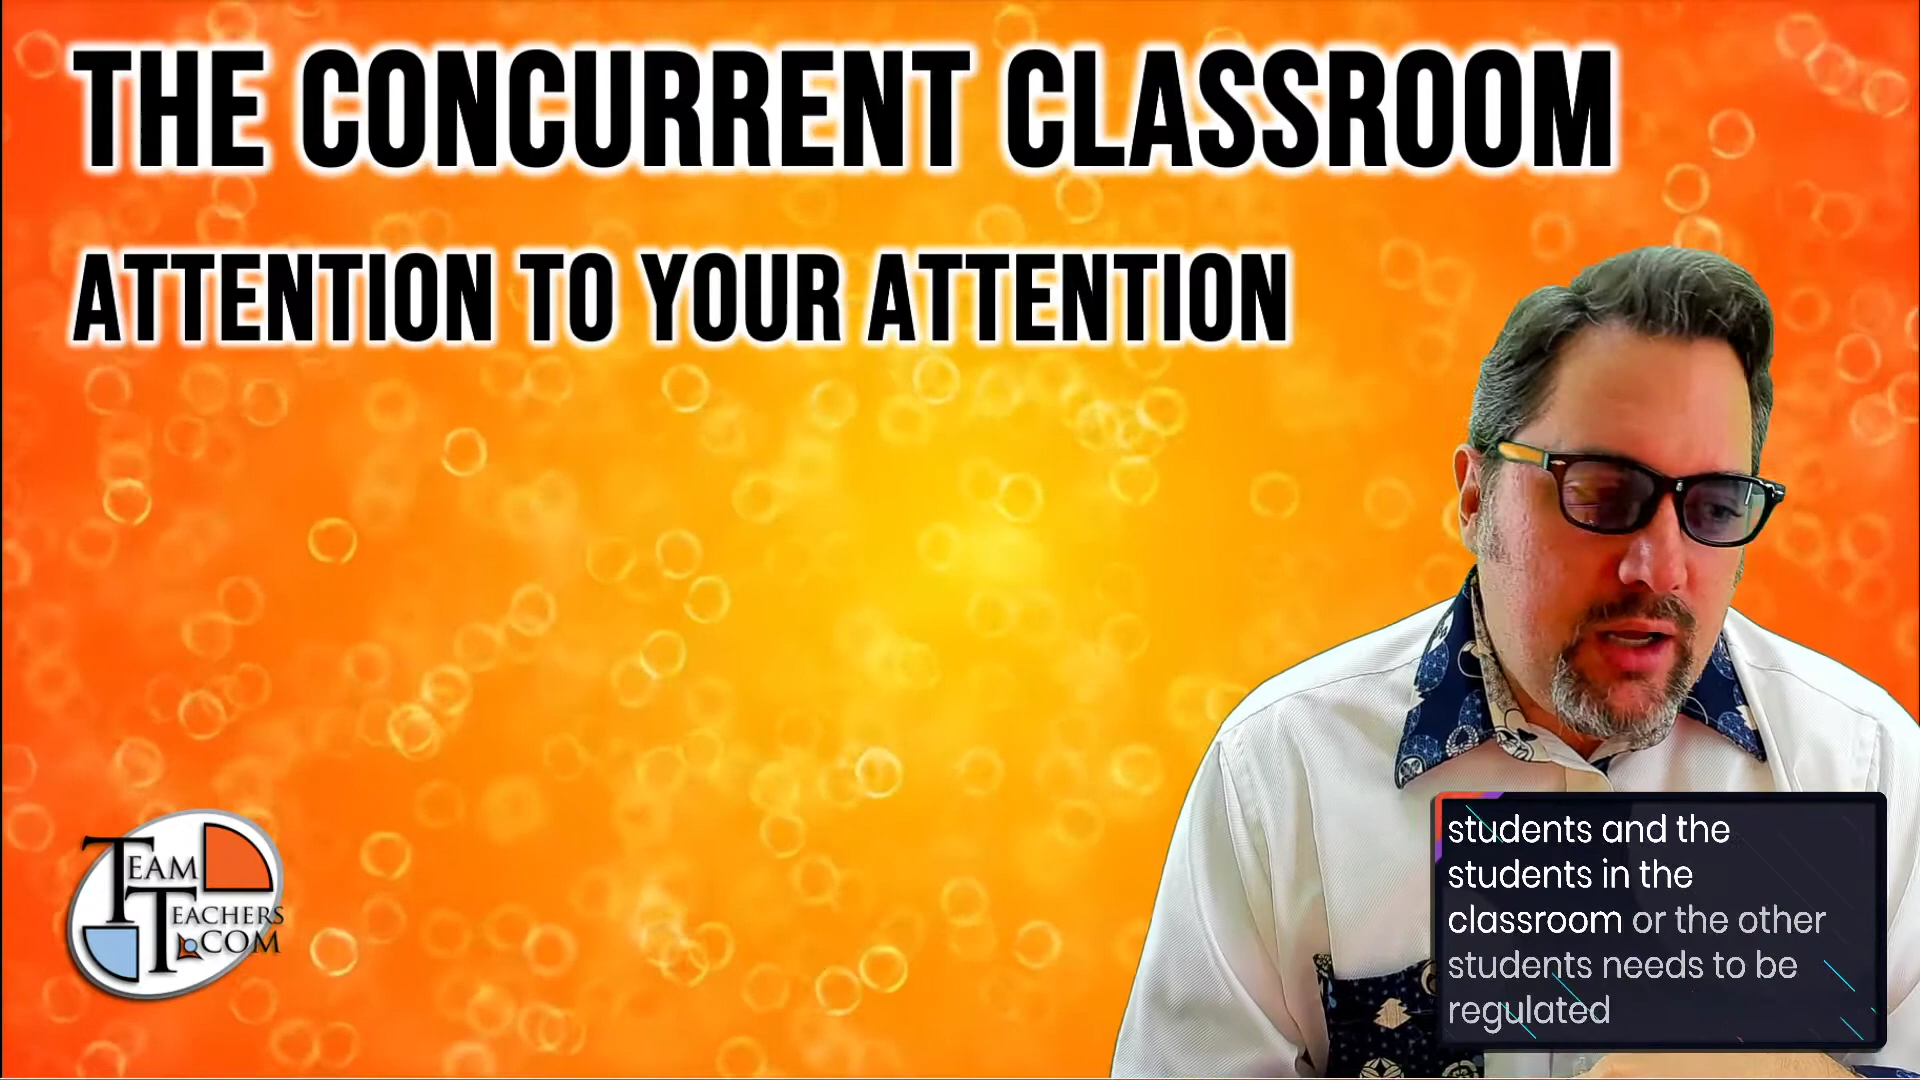 THE CONCURRENT CLASSROOM
ATTENTION TO YOUR ATTENTION
TEAM
TEACHERS
.COM
students and the
students in the
classroom or the other
students needs to be
regulated